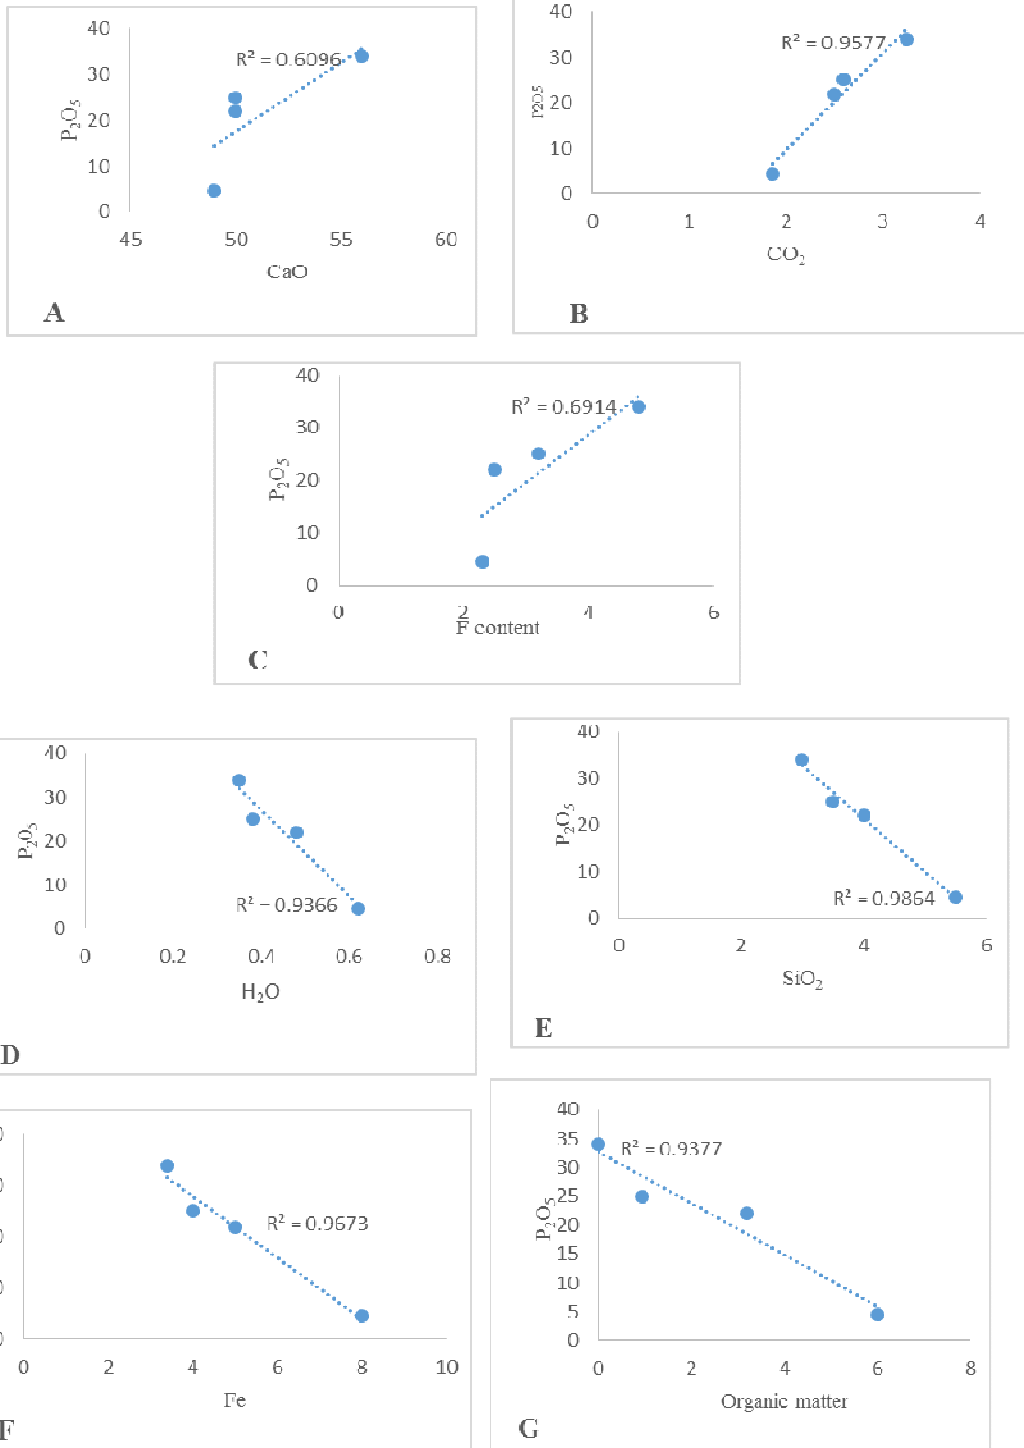 40
R² = 0.6096
30
P₂O₅
20
10
0
45 50 55 60
CaO
A
40
R² = 0.9577
30
P2O5
20
10
0
0 1 2 3 4
CO₂
B
40
R² = 0.6914
30
P₂O₅
20
10
0
0 2 4 6
F content
C
40
30
P₂O₅
20
10
R² = 0.9366
0
0 0.2 0.4 0.6 0.8
H₂O
D
40
30
P₂O₅
20
10
R² = 0.9864
0
0 2 4 6
SiO₂
E
0
0
R² = 0.9673
0
0
0
0 2 4 6 8 10
Fe
F
40
35
R² = 0.9377
30
25
P₂O₅
20
15
10
5
0
0 2 4 6 8
Organic matter
G